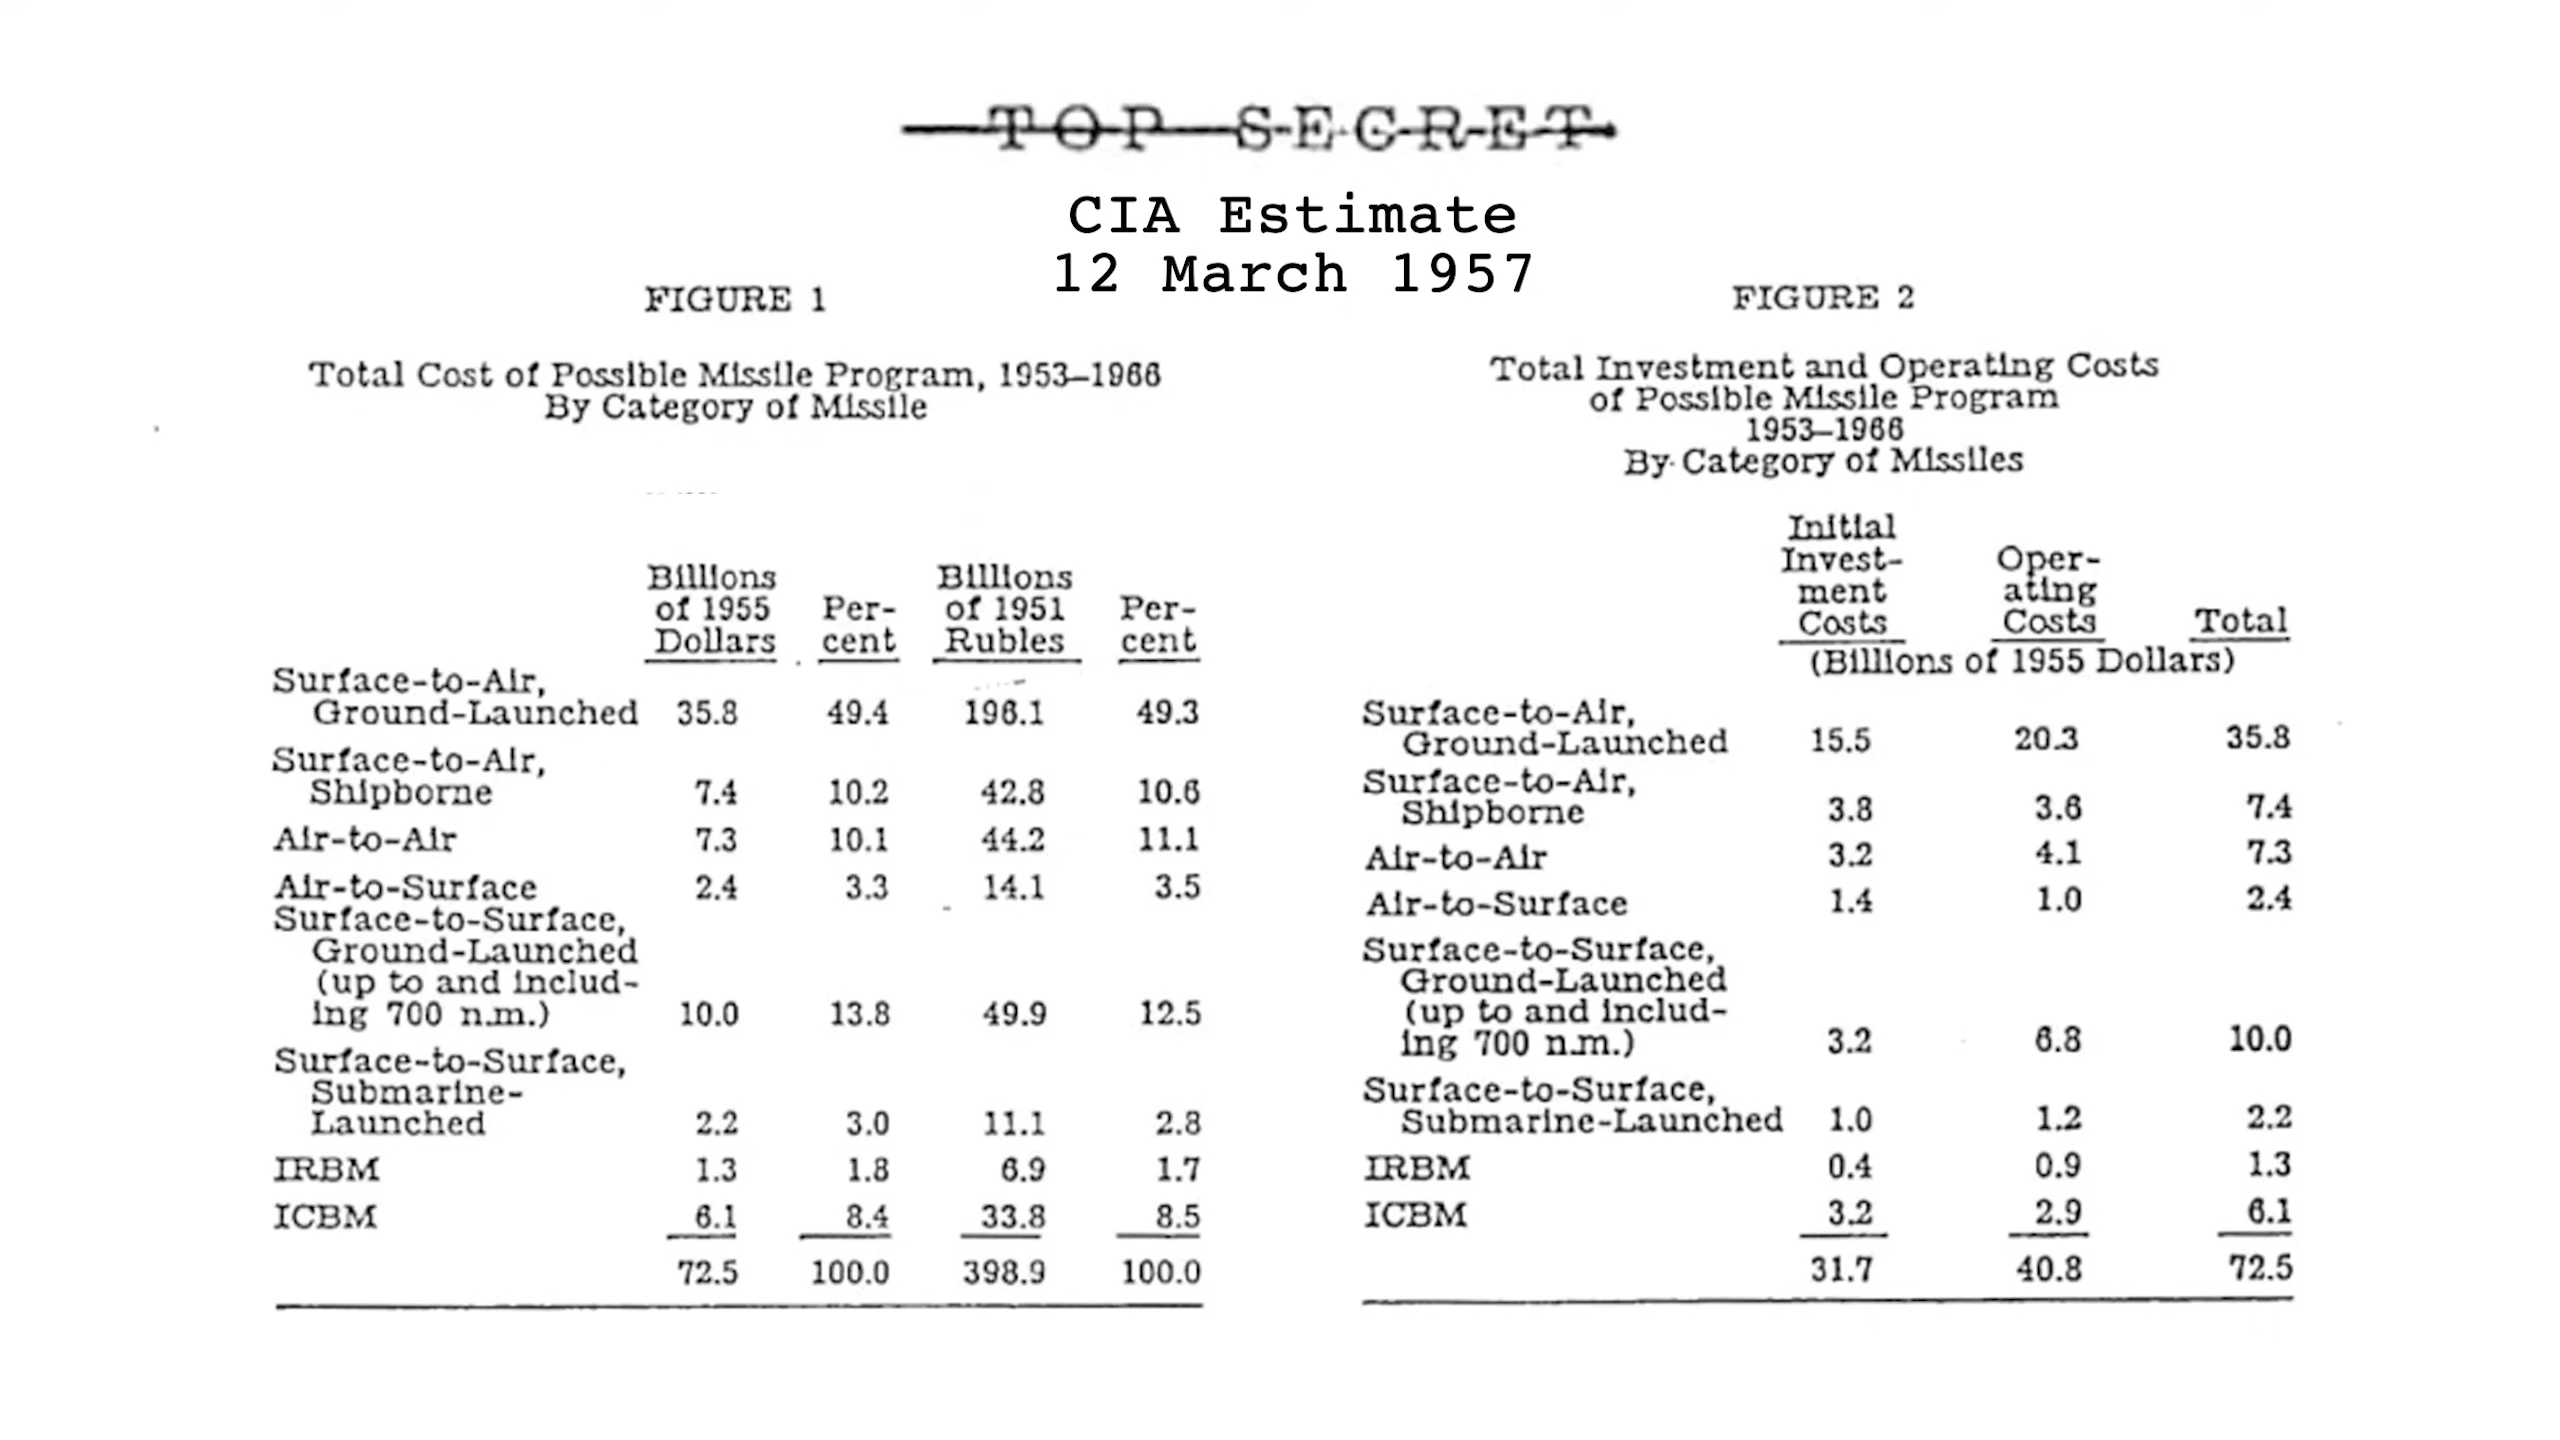 TOP SECRET
CIA Estimate
12 March 1957
FIGURE 1
Total Cost of Possible Missile Program, 1953–1966
By Category of Missile
Billions of 1955 Dollars Per-cent Billions of 1951 Rubles Per-cent
Surface-to-Air,
Ground-Launched 35.8 49.4 196.1 49.3
Surface-to-Air,
Shipborne 7.4 10.2 42.8 10.6
Air-to-Air 7.3 10.1 44.2 11.1
Air-to-Surface 2.4 3.3 14.1 3.5
Surface-to-Surface,
Ground-Launched
(up to and includ-
ing 700 n.m.) 10.0 13.8 49.9 12.5
Surface-to-Surface,
Submarine-
Launched 2.2 3.0 11.1 2.8
IRBM 1.3 1.8 6.9 1.7
ICBM 6.1 8.4 33.8 8.5
72.5 100.0 398.9 100.0
FIGURE 2
Total Investment and Operating Costs
of Possible Missile Program
1953–1966
By Category of Missiles
Initial
Invest- Oper-
ment ating
Costs Costs Total
(Billions of 1955 Dollars)
Surface-to-Air,
Ground-Launched 15.5 20.3 35.8
Surface-to-Air,
Shipborne 3.8 3.6 7.4
Air-to-Air 3.2 4.1 7.3
Air-to-Surface 1.4 1.0 2.4
Surface-to-Surface,
Ground-Launched
(up to and includ-
ing 700 n.m.) 3.2 6.8 10.0
Surface-to-Surface,
Submarine-Launched 1.0 1.2 2.2
IRBM 0.4 0.9 1.3
ICBM 3.2 2.9 6.1
31.7 40.8 72.5